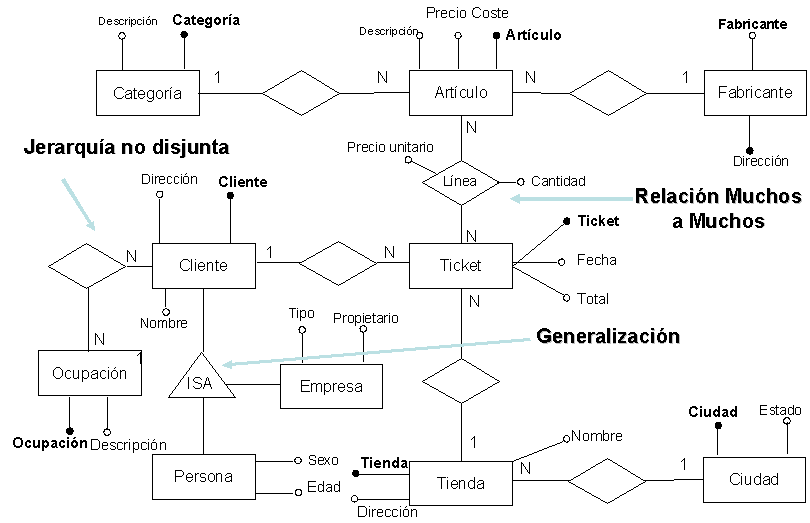 Precio Coste
Descripción
Categoría
Descripción
Artículo
Fabricante
1
N
N
1
Categoría
Artículo
Fabricante
N
Jerarquía no disjunta
Precio unitario
Dirección
Línea
Cantidad
Dirección
Cliente
Relación Muchos
a Muchos
Ticket
N
N
1
N
Cliente
Ticket
Fecha
Total
N
Nombre
Tipo
Propietario
N
1
Generalización
Ocupación
ISA
Empresa
Ocupación
Descripción
Ciudad
Estado
1
Nombre
Sexo
Tienda
N
1
Persona
Tienda
Ciudad
Edad
Dirección